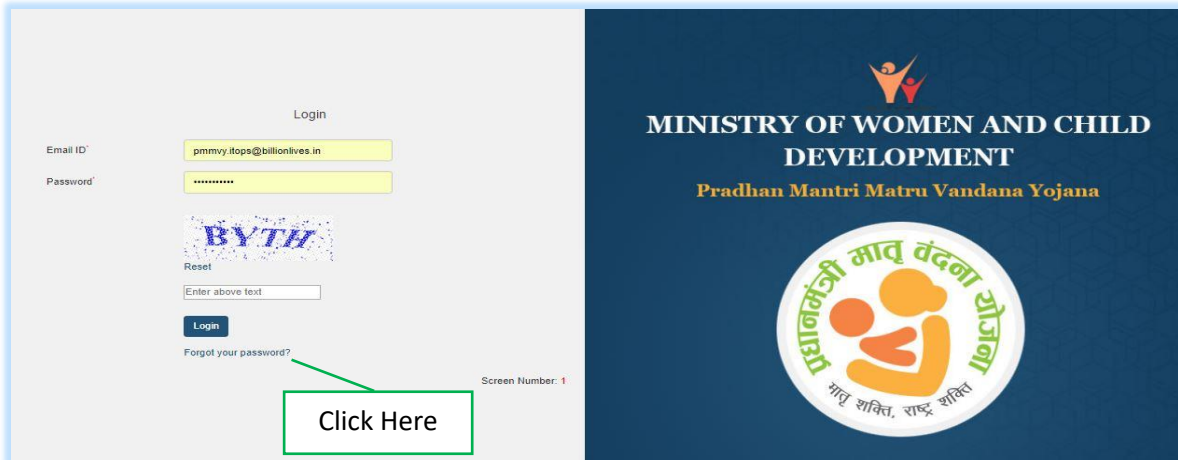 Login
Email ID*
pmmvy.itops@billionlives.in
Password*
•••••••••••
BYTH
Reset
Enter above text
Login
Forgot your password?
Screen Number: 1
Click Here
MINISTRY OF WOMEN AND CHILD
DEVELOPMENT
Pradhan Mantri Matru Vandana Yojana
प्रधानमंत्री मातृ वंदना योजना
मातृ शक्ति, राष्ट्र शक्ति